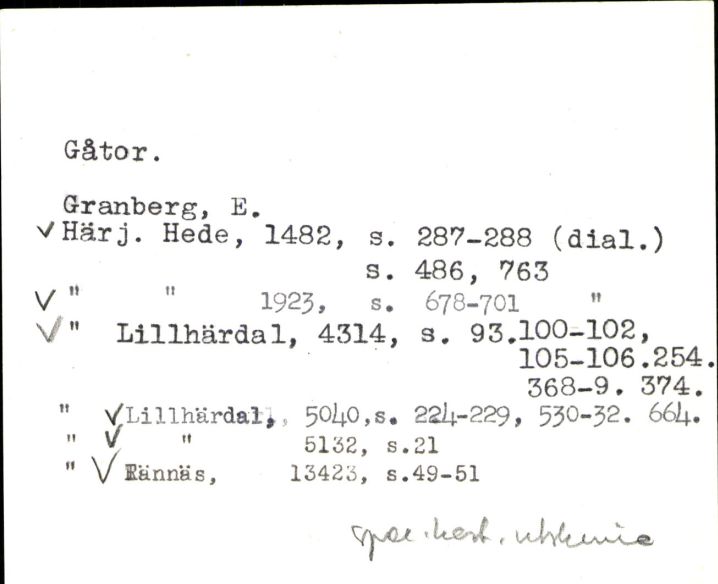 Gåtor.
Granberg, E.
✓ Härj. Hede, 1482, s. 287-288 (dial.)
s. 486, 763
✓ " " 1923, s. 678-701 "
✓ " Lillhärdal, 4314, s. 93.100-102,
105-106.254.
368-9. 374.
" ✓ Lillhärdal, 5040,s. 224-229, 530-32. 664.
" ✓ " 5132, s.21
" ✓ Rännäs, 13423, s.49-51